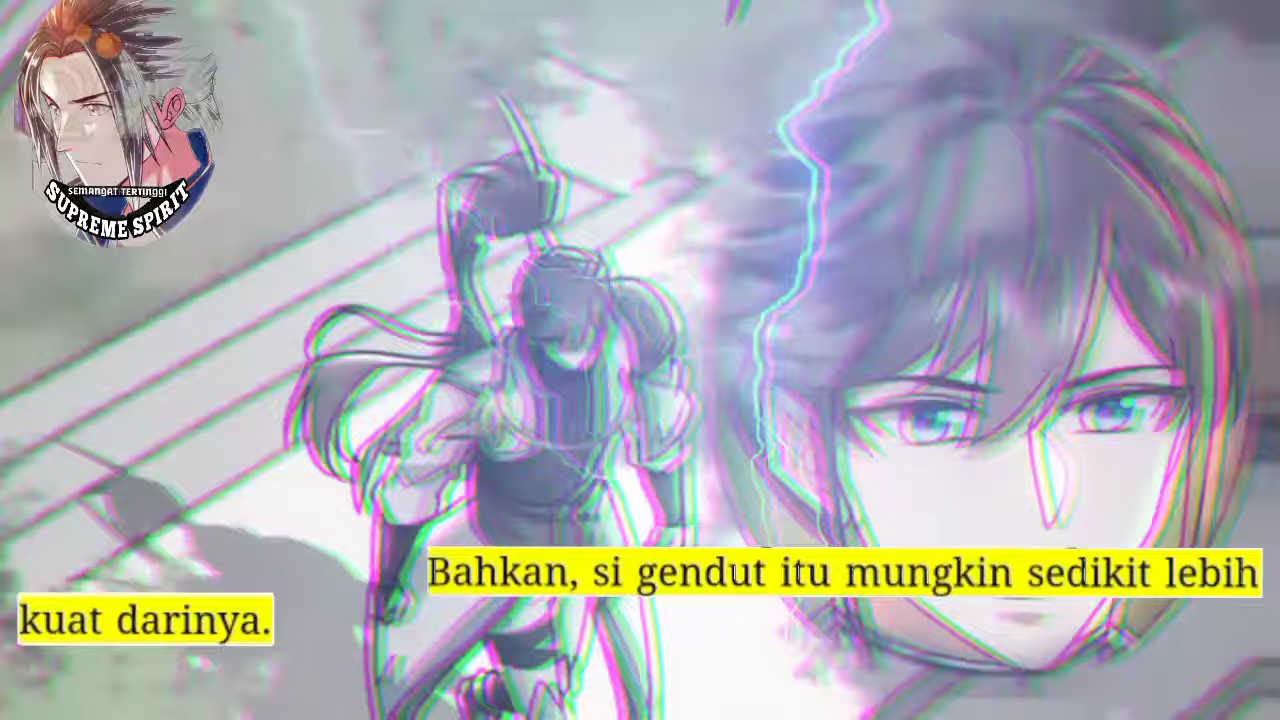 SEMANGAT TERTINGGI
SUPREME SPIRIT
Bahkan, si gendut itu mungkin sedikit lebih
kuat darinya.